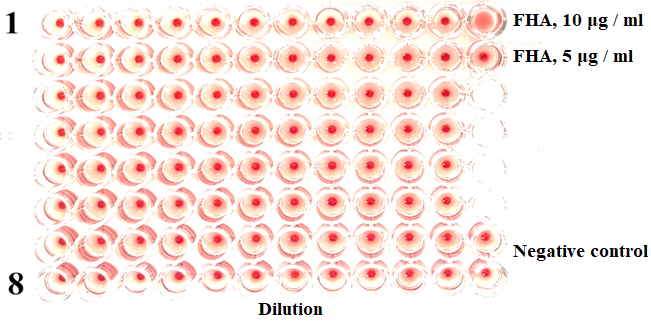 1
FHA, 10 μg / ml
FHA, 5 μg / ml
Negative control
8
Dilution